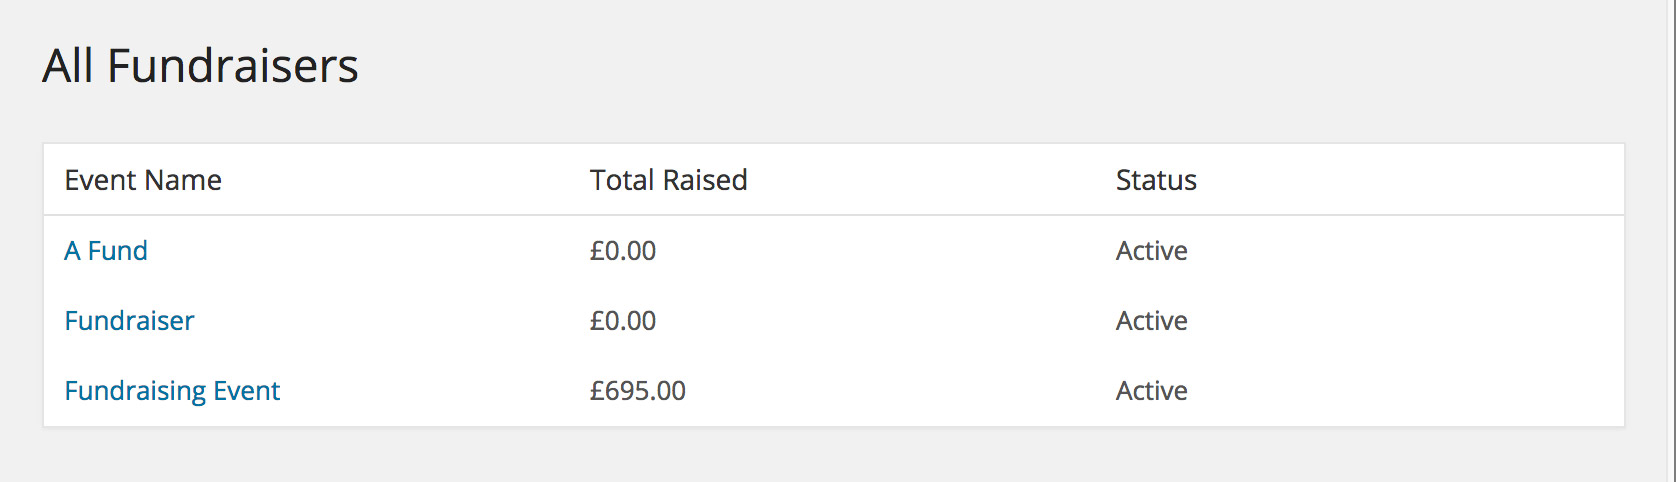 All Fundraisers
Event Name Total Raised Status
A Fund £0.00 Active
Fundraiser £0.00 Active
Fundraising Event £695.00 Active